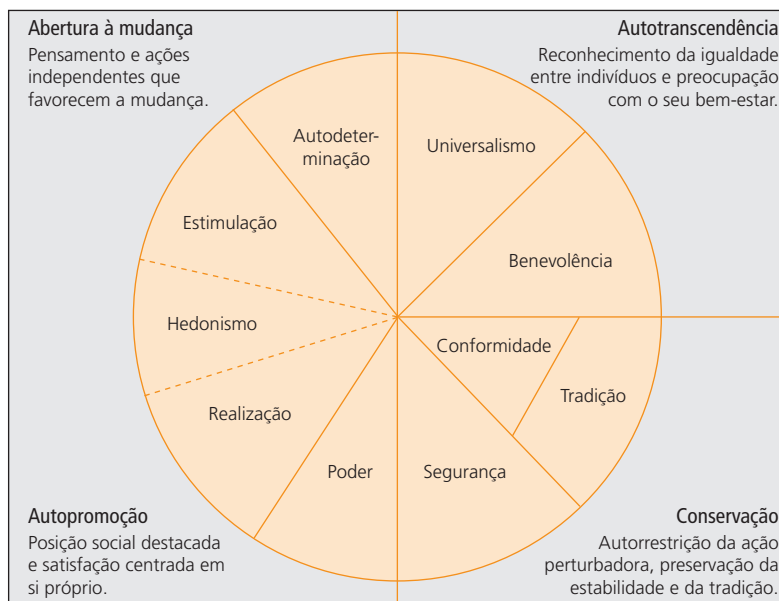 Abertura à mudança
Pensamento e ações
independentes que
favorecem a mudança.
Autotranscendência
Reconhecimento da igualdade
entre indivíduos e preocupação
com o seu bem-estar.
Autodeter-
minação
Universalismo
Estimulação
Benevolência
Hedonismo
Conformidade
Tradição
Realização
Poder
Segurança
Autopromoção
Posição social destacada
e satisfação centrada em
si próprio.
Conservação
Autorrestrição da ação
perturbadora, preservação da
estabilidade e da tradição.